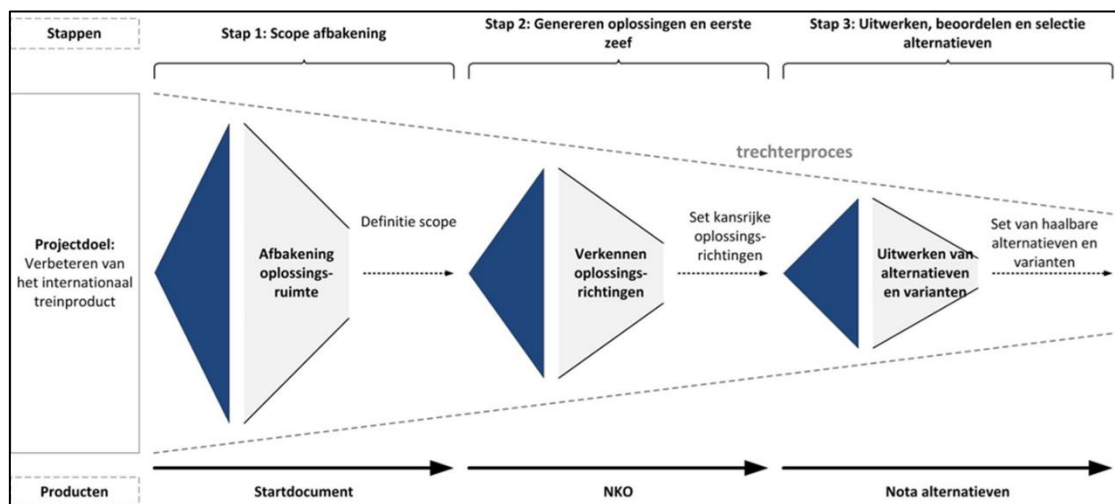 Stappen
Stap 1: Scope afbakening
Stap 2: Genereren oplossingen en eerste
zeef
Stap 3: Uitwerken, beoordelen en selectie
alternatieven
trechterproces
Projectdoel:
Verbeteren van
het internationaal
treinproduct
Afbakening
oplossings-
ruimte
Definitie scope
Verkennen
oplossings-
richtingen
Set kansrijke
oplossings-
richtingen
Uitwerken van
alternatieven
en varianten
Set van haalbare
alternatieven en
varianten
Producten
Startdocument
NKO
Nota alternatieven